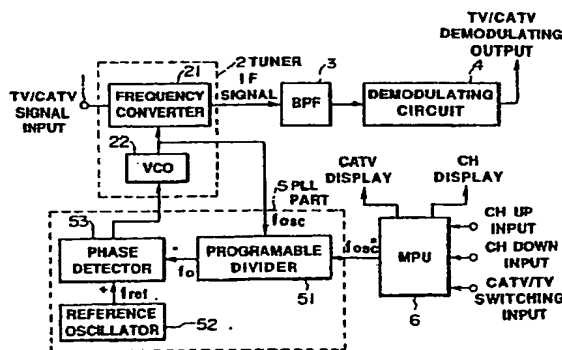 TV/CATV
DEMODULATING
OUTPUT
21
2 TUNER
IF
SIGNAL
3
4
1
TV/CATV
SIGNAL
INPUT
FREQUENCY
CONVERTER
BPF
DEMODULATING
CIRCUIT
22
VCO
CATV
DISPLAY
CH
DISPLAY
5 PLL
PART
fosc
53
PHASE
DETECTOR
-
fo
PROGRAMABLE
DIVIDER
51
fosc*
MPU
6
CH UP
INPUT
CH DOWN
INPUT
CATV/TV
SWITCHING
INPUT
+
fref
REFERENCE
OSCILLATOR
52